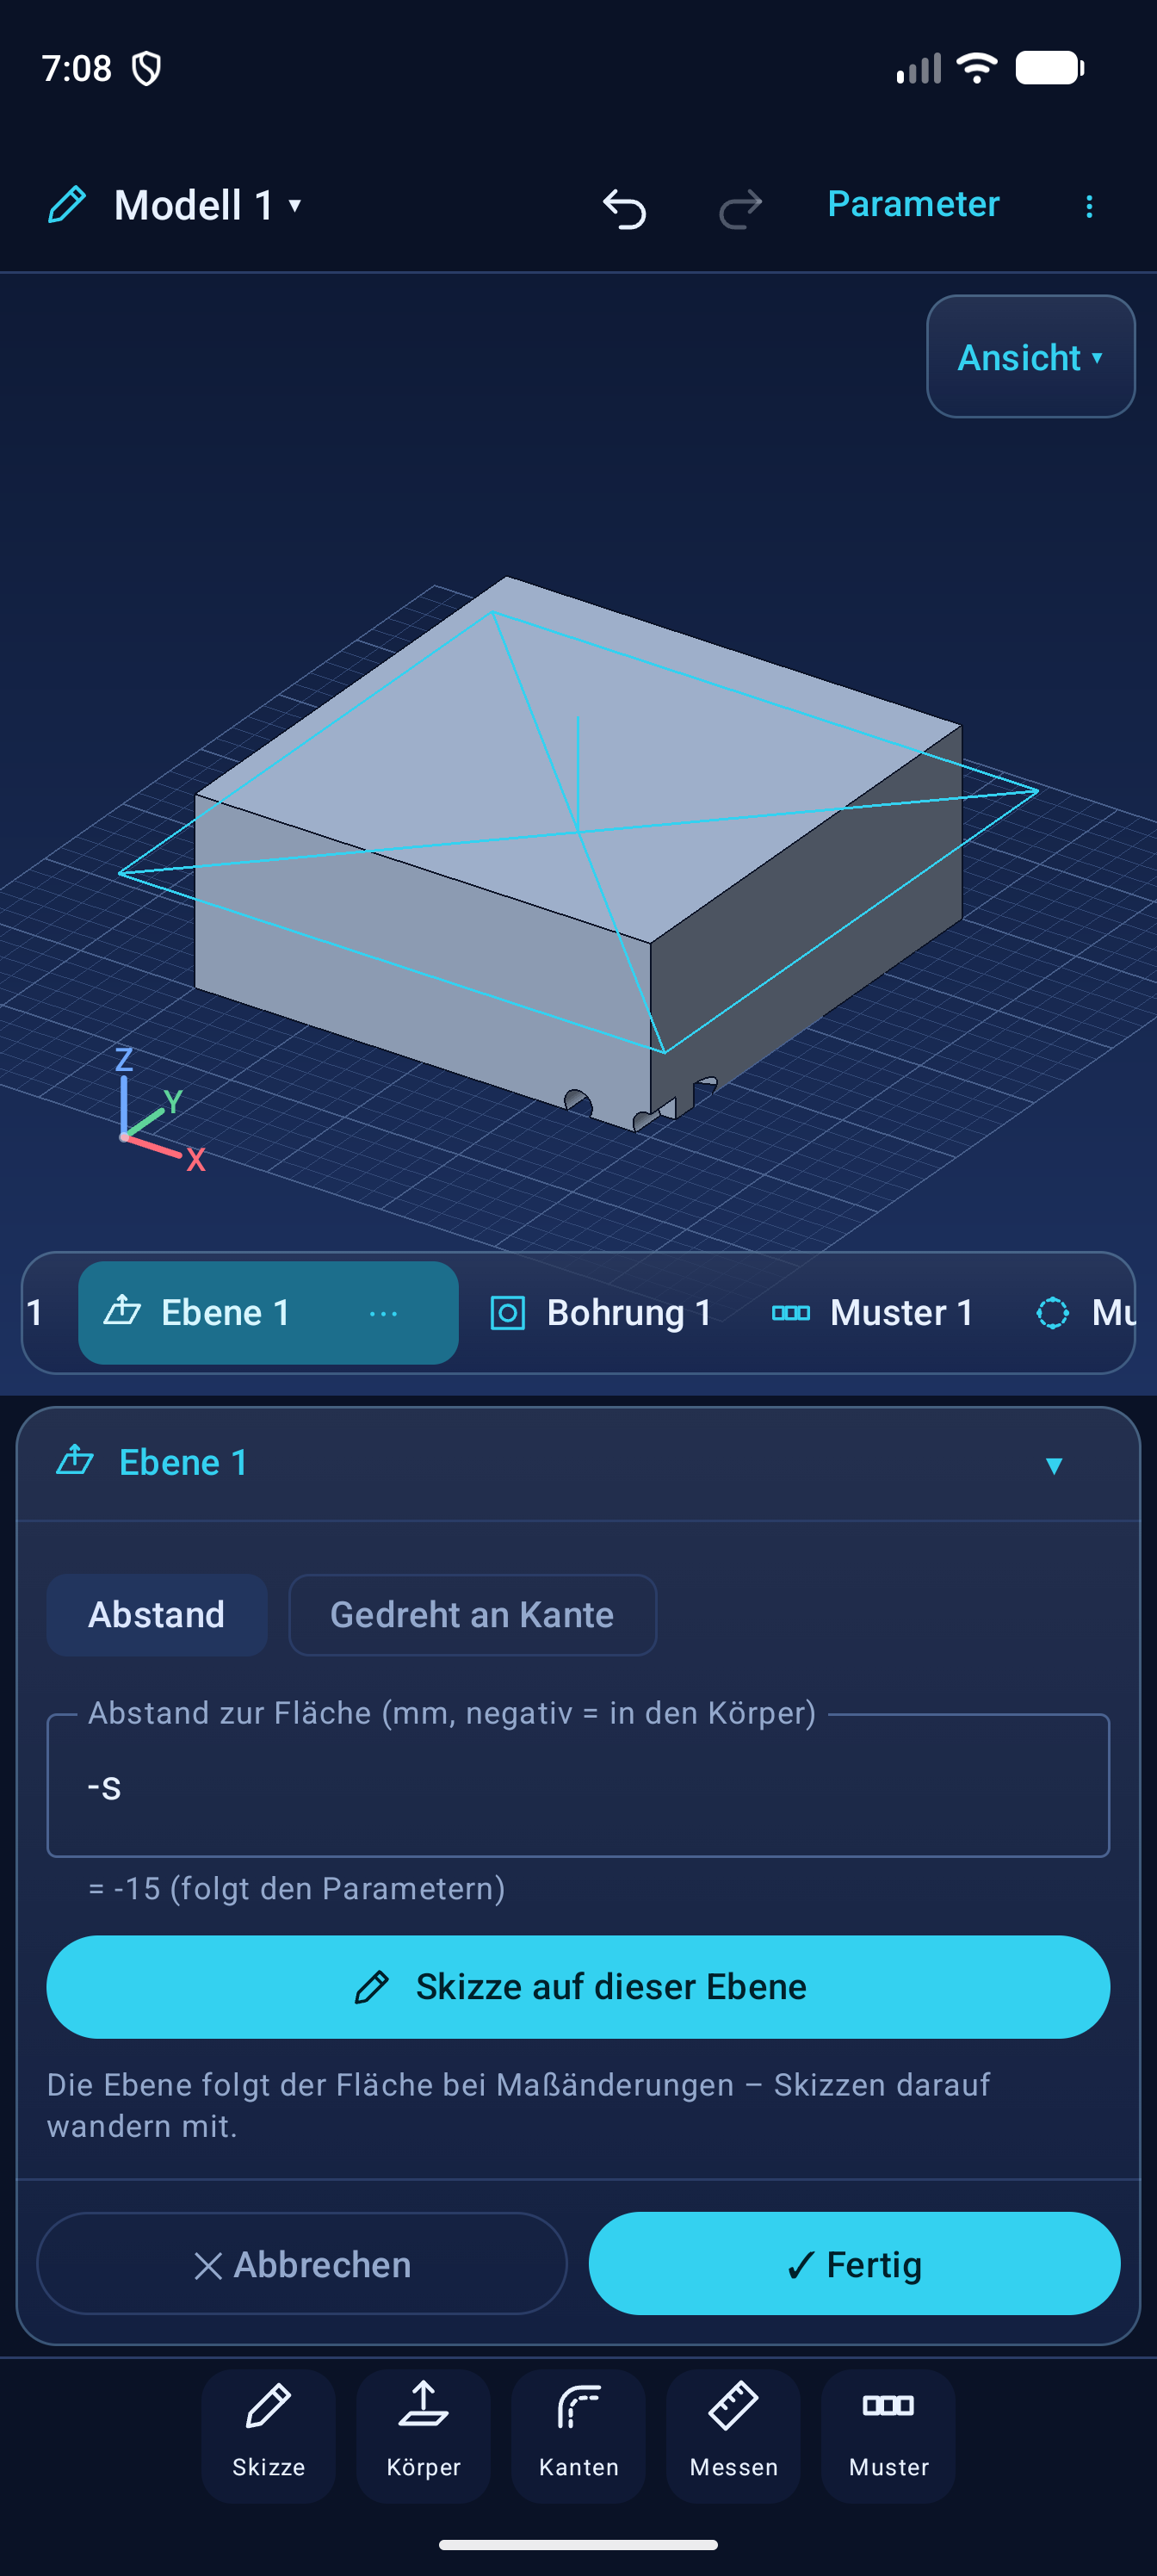 7:08
Modell 1 ▾
Parameter
Ansicht ▾
Z
Y
X
1
Ebene 1
Bohrung 1
Muster 1
Mu
Ebene 1
Abstand
Gedreht an Kante
Abstand zur Fläche (mm, negativ = in den Körper)
-s
= -15 (folgt den Parametern)
Skizze auf dieser Ebene
Die Ebene folgt der Fläche bei Maßänderungen – Skizzen darauf
wandern mit.
Abbrechen
✓ Fertig
Skizze
Körper
Kanten
Messen
Muster